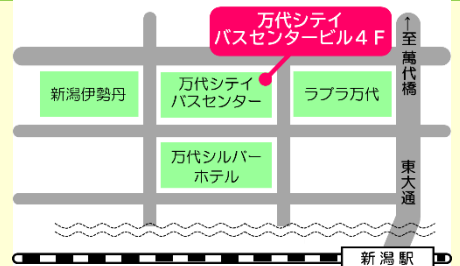 万代シテイ
バスセンタービル4F
↑至 萬代橋
新潟伊勢丹
万代シテイ
バスセンター
ラブラ万代
万代シルバー
ホテル
東大通
新潟駅